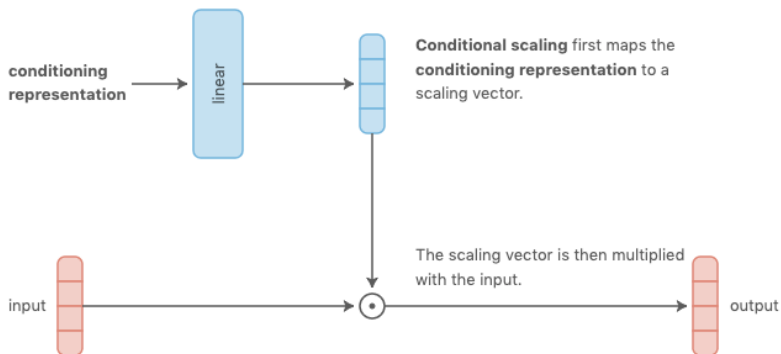 conditioning
representation
linear
Conditional scaling first maps the
conditioning representation to a
scaling vector.
The scaling vector is then multiplied
with the input.
input
output